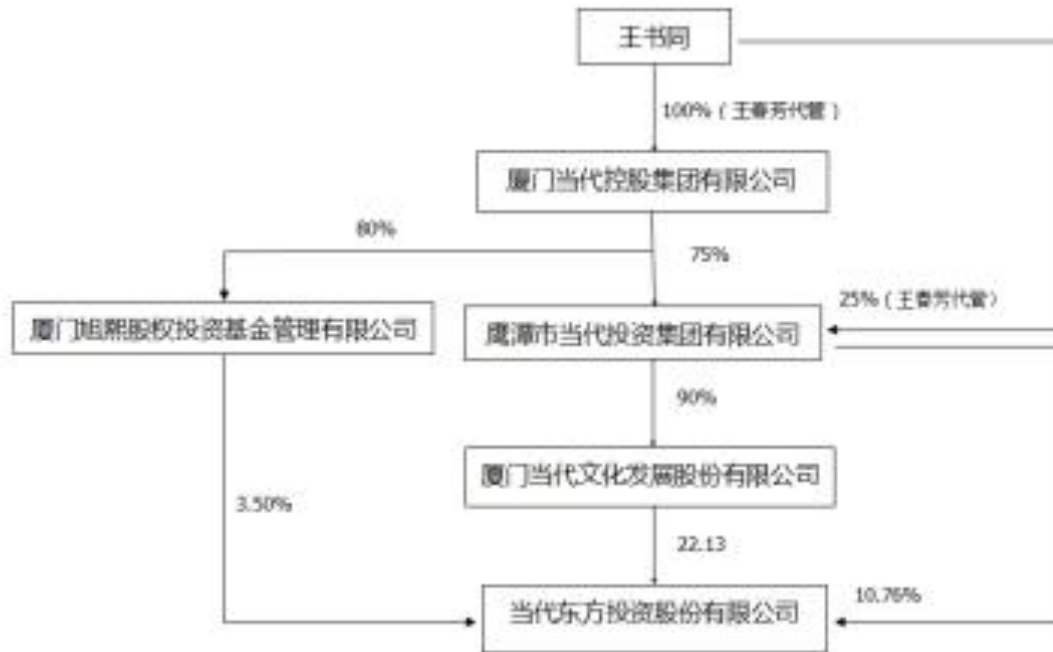 王书同
100%（王春芳代管）
厦门当代控股集团有限公司
80%
75%
25%（王春芳代管）
厦门旭熙股权投资基金管理有限公司
鹰潭市当代投资集团有限公司
90%
厦门当代文化发展股份有限公司
3.50%
22.13
10.76%
当代东方投资股份有限公司